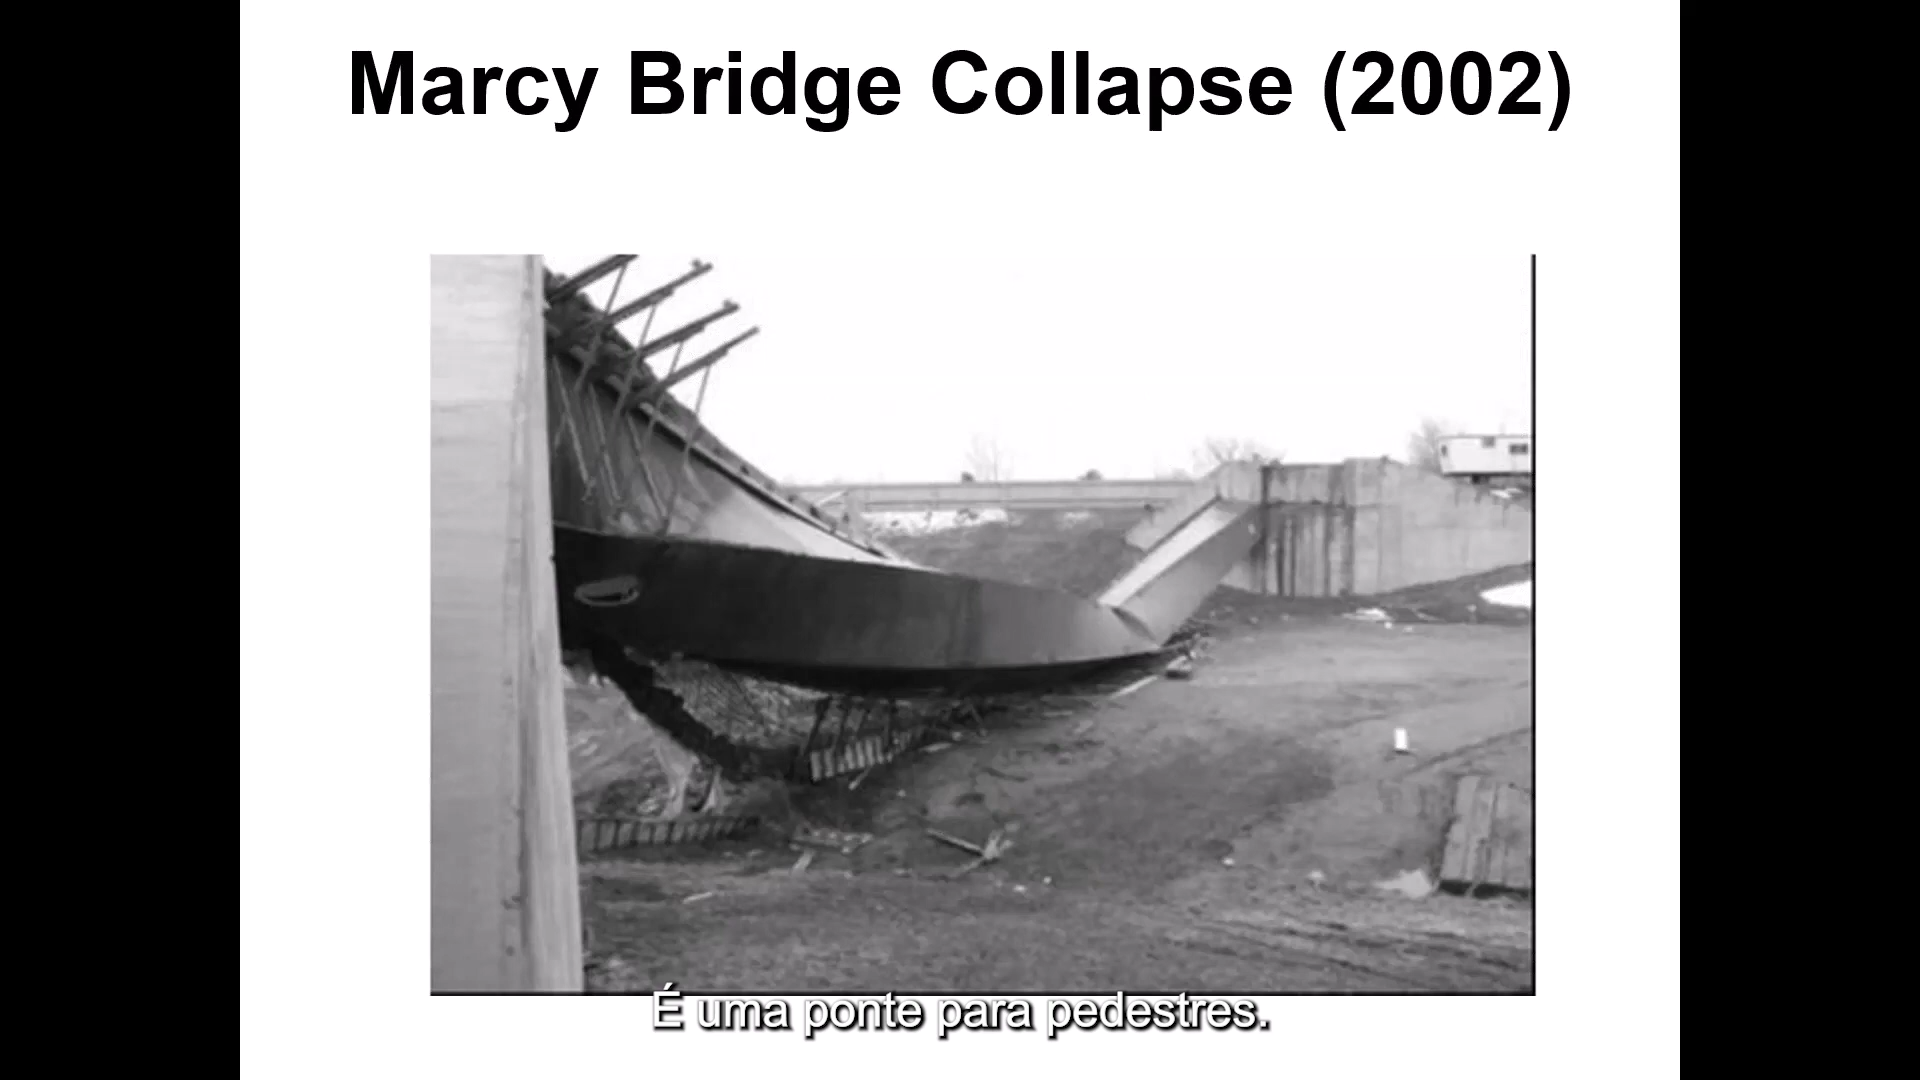 Marcy Bridge Collapse (2002)
É uma ponte para pedestres.